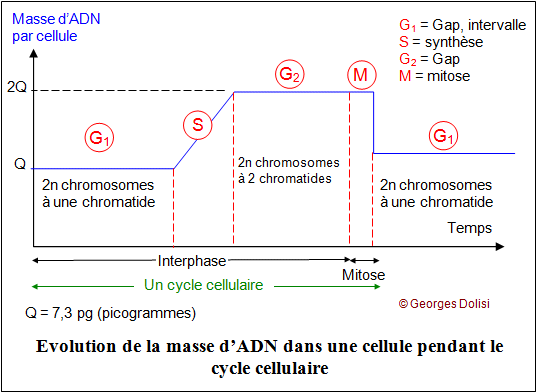 Masse d'ADN
par cellule
G1 = Gap, intervalle
S = synthèse
G2 = Gap
M = mitose
2Q
G2
M
S
G1
G1
Q
2n chromosomes
à une chromatide
2n chromosomes
à 2 chromatides
2n chromosomes
à une chromatide
Temps
Interphase
Mitose
Un cycle cellulaire
© Georges Dolisi
Q = 7,3 pg (picogrammes)
Evolution de la masse d'ADN dans une cellule pendant le
cycle cellulaire